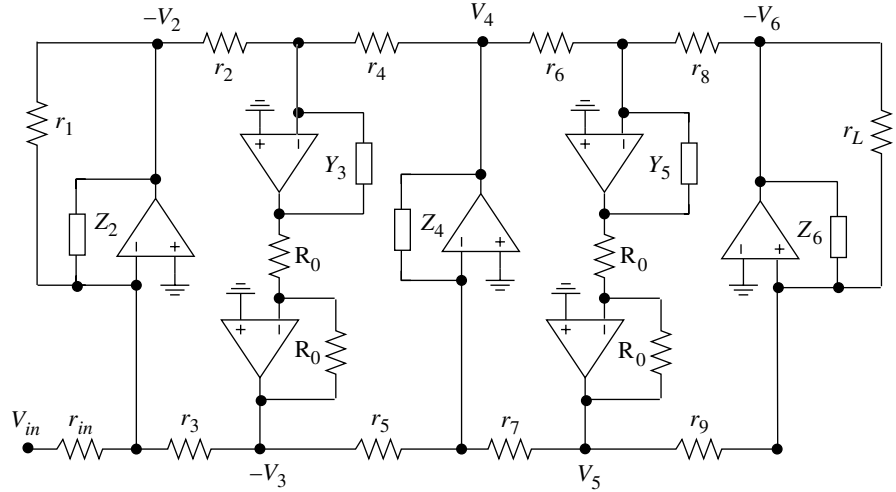 –V2 V4 –V6
r2 r4 r6 r8
r1 rL
+ – Y3 + – Y5
Z2 – + R0 Z4 – + R0 – + Z6
+ – R0 + – R0
Vin rin r3 r5 r7 r9
–V3 V5